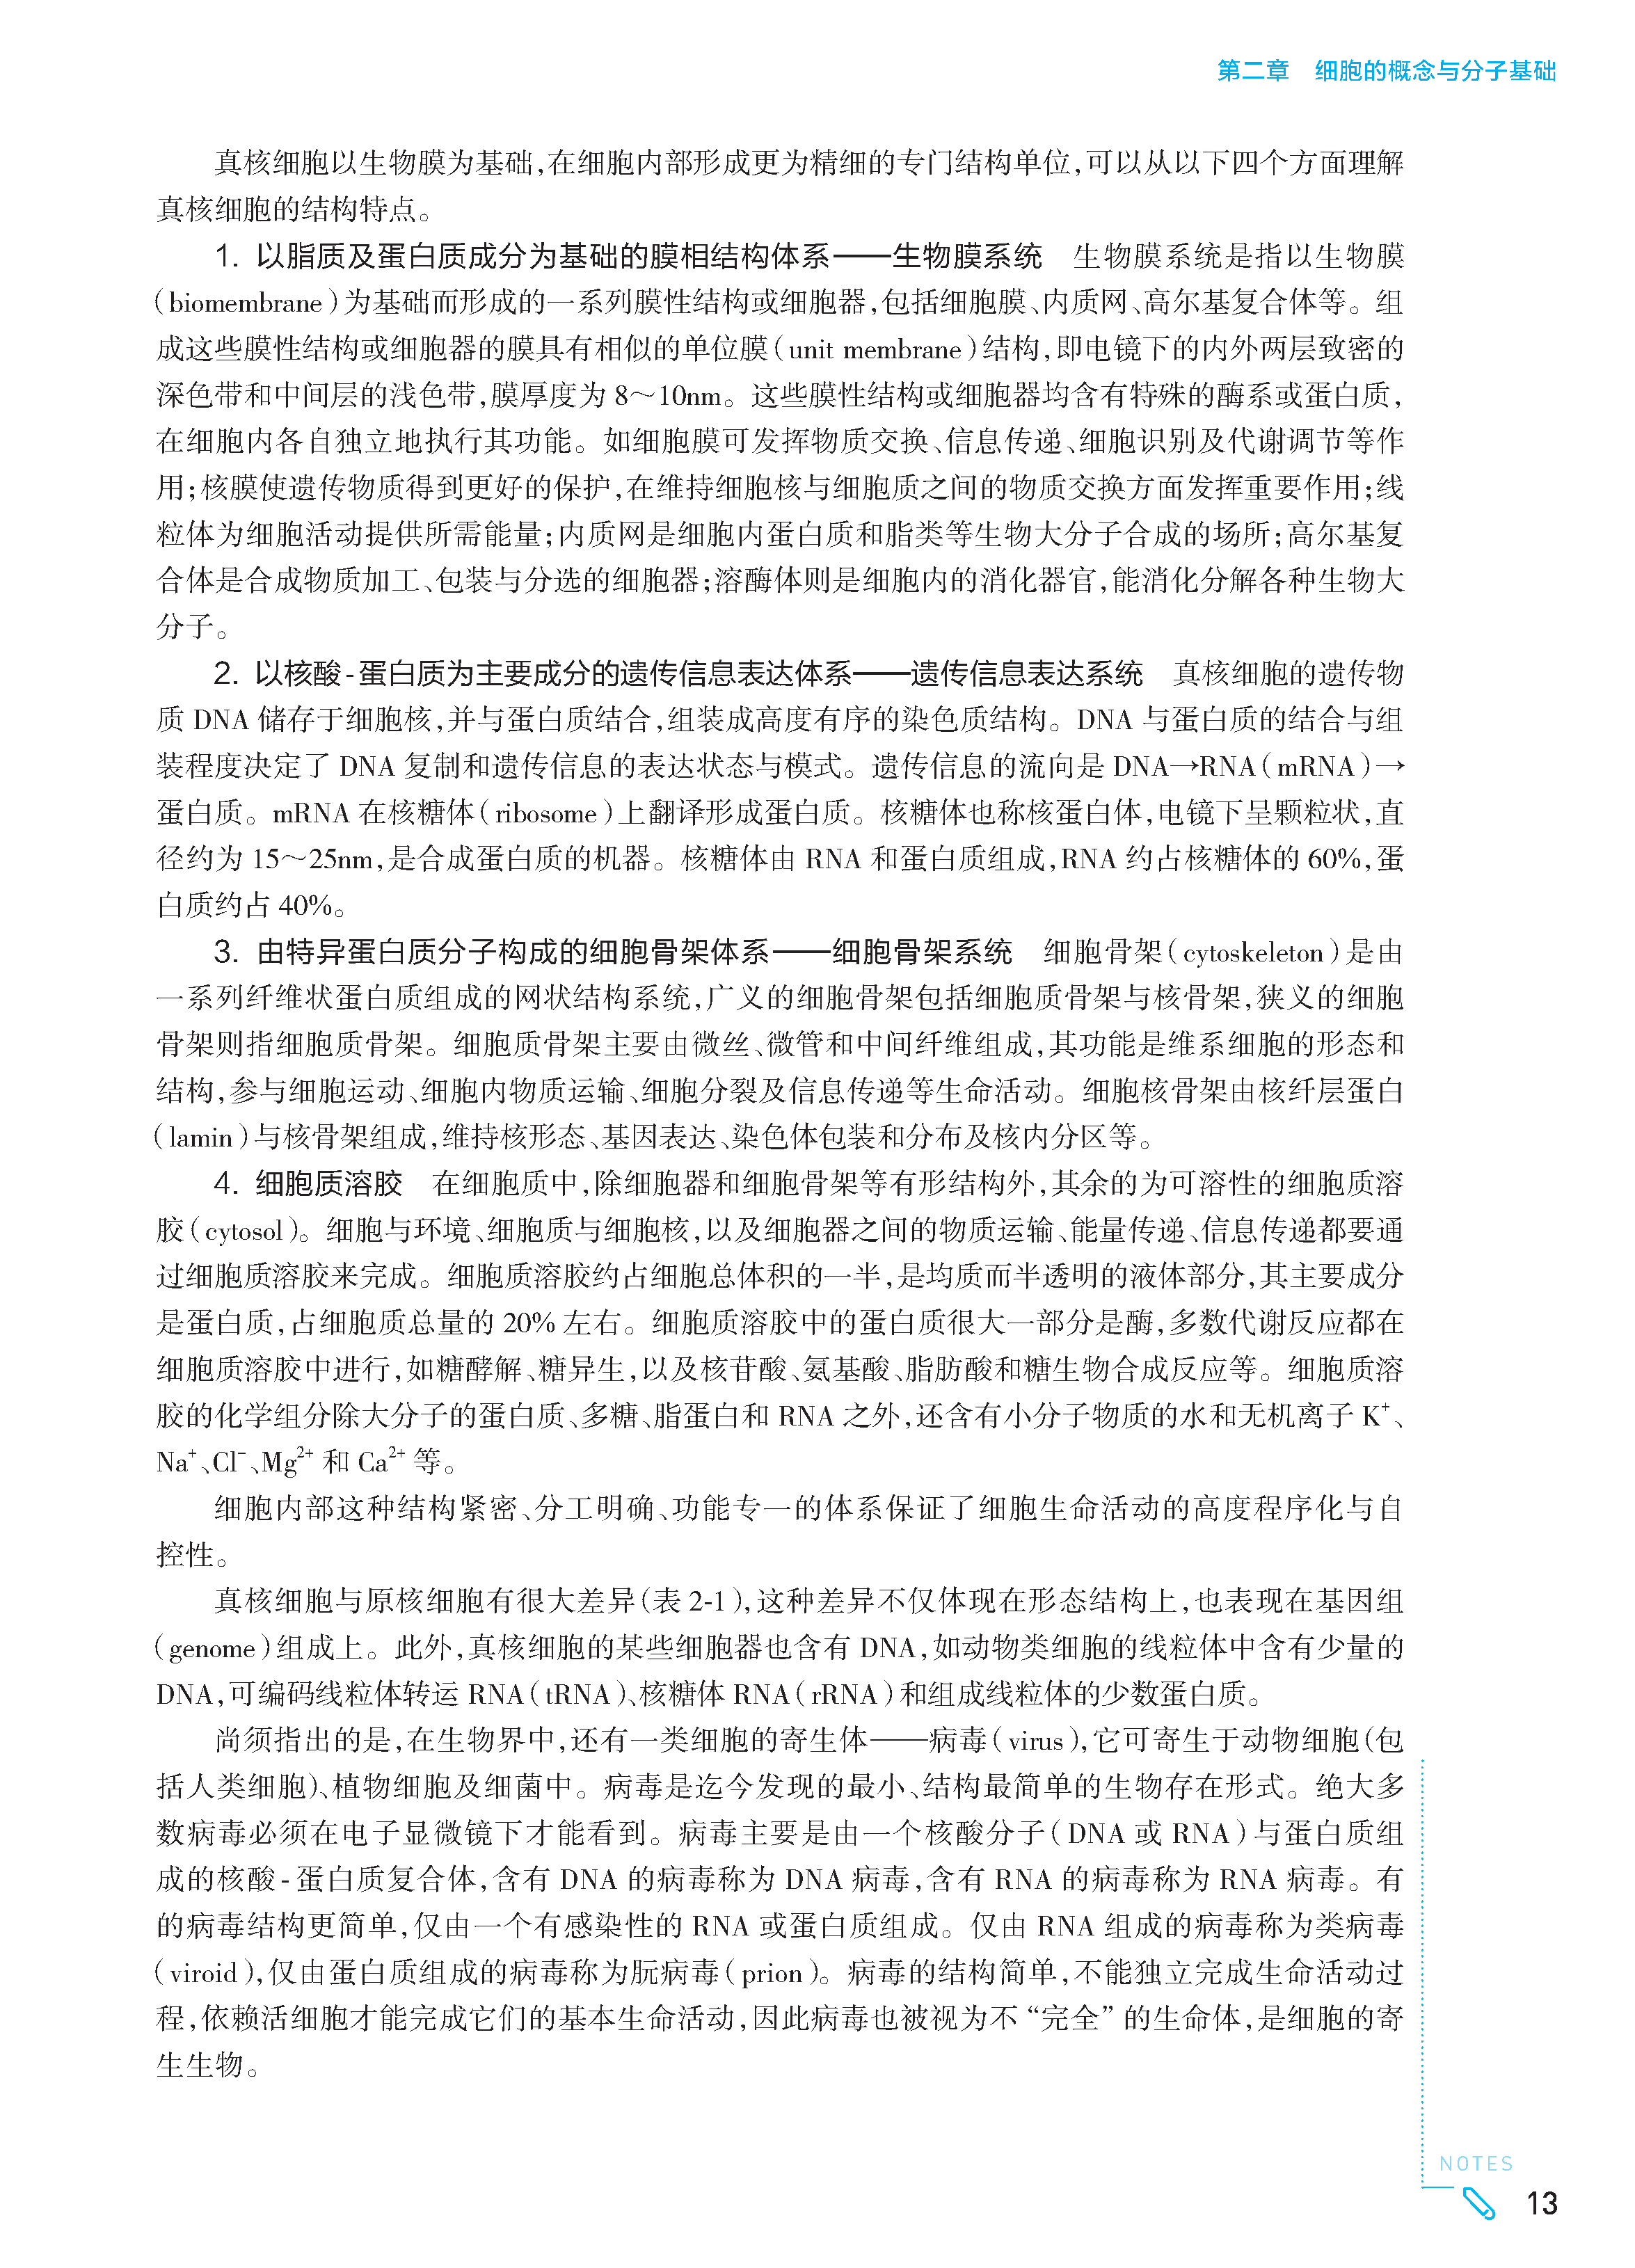 第二章　细胞的概念与分子基础
真核细胞以生物膜为基础,在细胞内部形成更为精细的专门结构单位,可以从以下四个方面理解
真核细胞的结构特点。
1. 以脂质及蛋白质成分为基础的膜相结构体系——生物膜系统　生物膜系统是指以生物膜
（biomembrane）为基础而形成的一系列膜性结构或细胞器,包括细胞膜、内质网、高尔基复合体等。组
成这些膜性结构或细胞器的膜具有相似的单位膜（unit membrane）结构,即电镜下的内外两层致密的
深色带和中间层的浅色带,膜厚度为 8～10nm。这些膜性结构或细胞器均含有特殊的酶系或蛋白质,
在细胞内各自独立地执行其功能。如细胞膜可发挥物质交换、信息传递、细胞识别及代谢调节等作
用;核膜使遗传物质得到更好的保护,在维持细胞核与细胞质之间的物质交换方面发挥重要作用;线
粒体为细胞活动提供所需能量;内质网是细胞内蛋白质和脂类等生物大分子合成的场所;高尔基复
合体是合成物质加工、包装与分选的细胞器;溶酶体则是细胞内的消化器官,能消化分解各种生物大
分子。
2. 以核酸-蛋白质为主要成分的遗传信息表达体系——遗传信息表达系统　真核细胞的遗传物
质 DNA 储存于细胞核,并与蛋白质结合,组装成高度有序的染色质结构。DNA 与蛋白质的结合与组
装程度决定了 DNA 复制和遗传信息的表达状态与模式。遗传信息的流向是 DNA→RNA（mRNA）→
蛋白质。mRNA 在核糖体（ribosome）上翻译形成蛋白质。核糖体也称核蛋白体,电镜下呈颗粒状,直
径约为 15～25nm,是合成蛋白质的机器。核糖体由 RNA 和蛋白质组成,RNA 约占核糖体的 60%,蛋
白质约占 40%。
3. 由特异蛋白质分子构成的细胞骨架体系——细胞骨架系统　细胞骨架（cytoskeleton）是由
一系列纤维状蛋白质组成的网状结构系统,广义的细胞骨架包括细胞质骨架与核骨架,狭义的细胞
骨架则指细胞质骨架。细胞质骨架主要由微丝、微管和中间纤维组成,其功能是维系细胞的形态和
结构,参与细胞运动、细胞内物质运输、细胞分裂及信息传递等生命活动。细胞核骨架由核纤层蛋白
（lamin）与核骨架组成,维持核形态、基因表达、染色体包装和分布及核内分区等。
4. 细胞质溶胶　在细胞质中,除细胞器和细胞骨架等有形结构外,其余的为可溶性的细胞质溶
胶（cytosol）。细胞与环境、细胞质与细胞核,以及细胞器之间的物质运输、能量传递、信息传递都要通
过细胞质溶胶来完成。细胞质溶胶约占细胞总体积的一半,是均质而半透明的液体部分,其主要成分
是蛋白质,占细胞质总量的 20% 左右。细胞质溶胶中的蛋白质很大一部分是酶,多数代谢反应都在
细胞质溶胶中进行,如糖酵解、糖异生,以及核苷酸、氨基酸、脂肪酸和糖生物合成反应等。细胞质溶
胶的化学组分除大分子的蛋白质、多糖、脂蛋白和 RNA 之外,还含有小分子物质的水和无机离子 K⁺、
Na⁺、Cl⁻、Mg²⁺ 和 Ca²⁺ 等。
细胞内部这种结构紧密、分工明确、功能专一的体系保证了细胞生命活动的高度程序化与自
控性。
真核细胞与原核细胞有很大差异（表 2-1）,这种差异不仅体现在形态结构上,也表现在基因组
（genome）组成上。此外,真核细胞的某些细胞器也含有 DNA,如动物类细胞的线粒体中含有少量的
DNA,可编码线粒体转运 RNA（tRNA）、核糖体 RNA（rRNA）和组成线粒体的少数蛋白质。
尚须指出的是,在生物界中,还有一类细胞的寄生体——病毒（virus）,它可寄生于动物细胞（包
括人类细胞）、植物细胞及细菌中。病毒是迄今发现的最小、结构最简单的生物存在形式。绝大多
数病毒必须在电子显微镜下才能看到。病毒主要是由一个核酸分子（DNA 或 RNA）与蛋白质组
成的核酸-蛋白质复合体,含有 DNA 的病毒称为 DNA 病毒,含有 RNA 的病毒称为 RNA 病毒。有
的病毒结构更简单,仅由一个有感染性的 RNA 或蛋白质组成。仅由 RNA 组成的病毒称为类病毒
（viroid）,仅由蛋白质组成的病毒称为朊病毒（prion）。病毒的结构简单,不能独立完成生命活动过
程,依赖活细胞才能完成它们的基本生命活动,因此病毒也被视为不“完全”的生命体,是细胞的寄
生生物。
NOTES
13